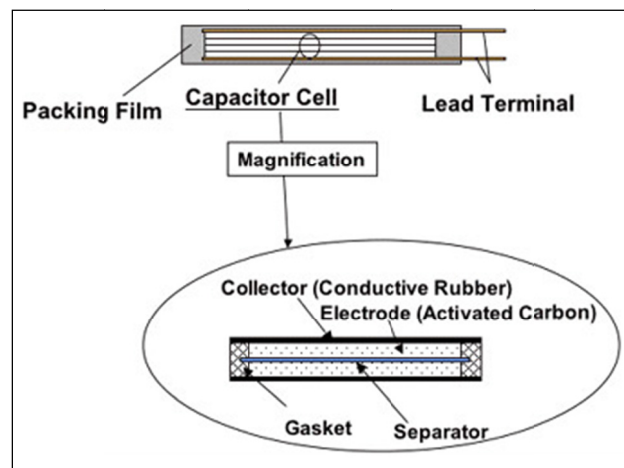 Packing Film
Capacitor Cell
Lead Terminal
Magnification
Collector (Conductive Rubber)
Electrode (Activated Carbon)
Gasket
Separator